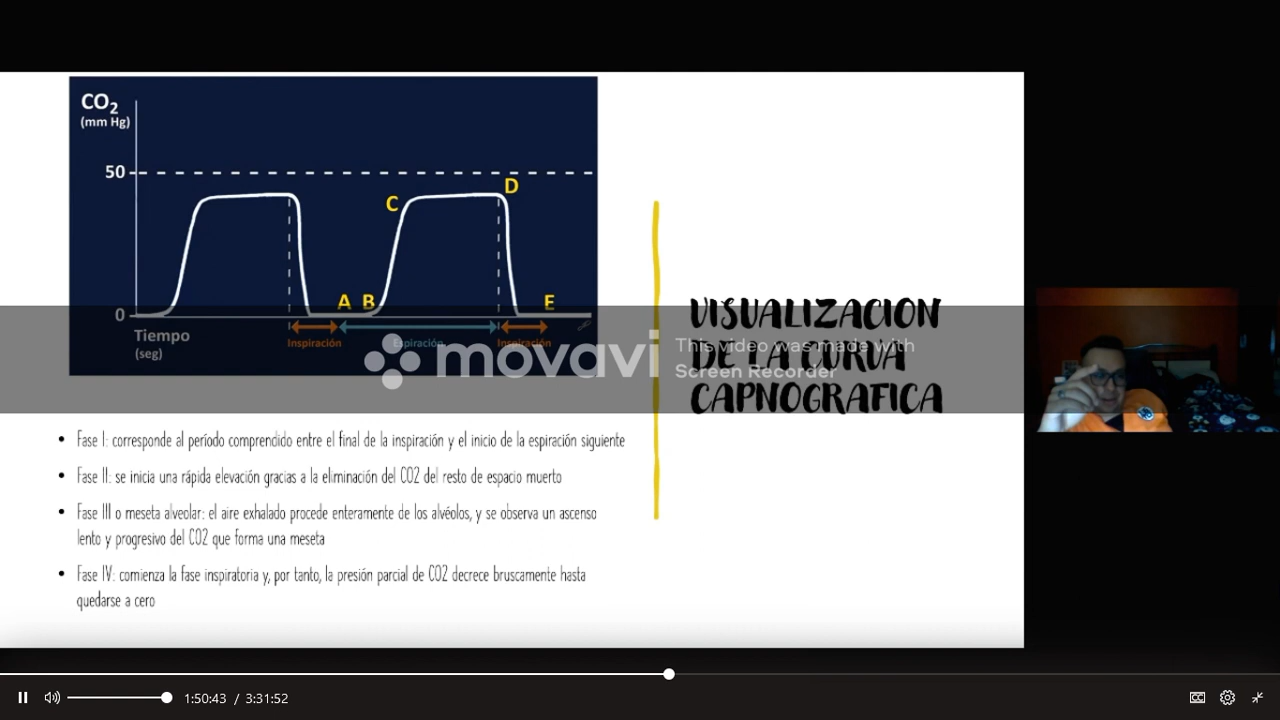 CO2
(mm Hg)
50
D
C
A
B
E
0
Tiempo
(seg)
Inspiración
Espiración
Inspiración
movavi
This video was made with
Screen Recorder
VISUALIZACION
DE LA CURVA
CAPNOGRAFICA
• Fase I: corresponde al período comprendido entre el final de la inspiración y el inicio de la espiración siguiente
• Fase II: se inicia una rápida elevación gracias a la eliminación del CO2 del resto de espacio muerto
• Fase III o meseta alveolar: el aire exhalado procede enteramente de los alvéolos, y se observa un ascenso
lento y progresivo del CO2 que forma una meseta
• Fase IV: comienza la fase inspiratoria y, por tanto, la presión parcial de CO2 decrece bruscamente hasta
quedarse a cero
1:50:43 / 3:31:52
CC